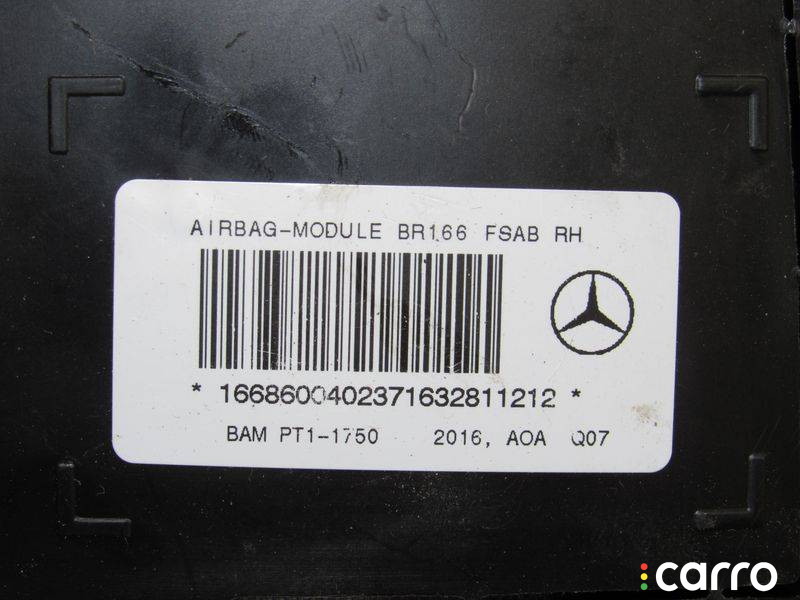 AIRBAG-MODULE BR166 FSAB RH
* 1668600402371632811212 *
BAM PT1-1750 2016, AOA Q07
carro